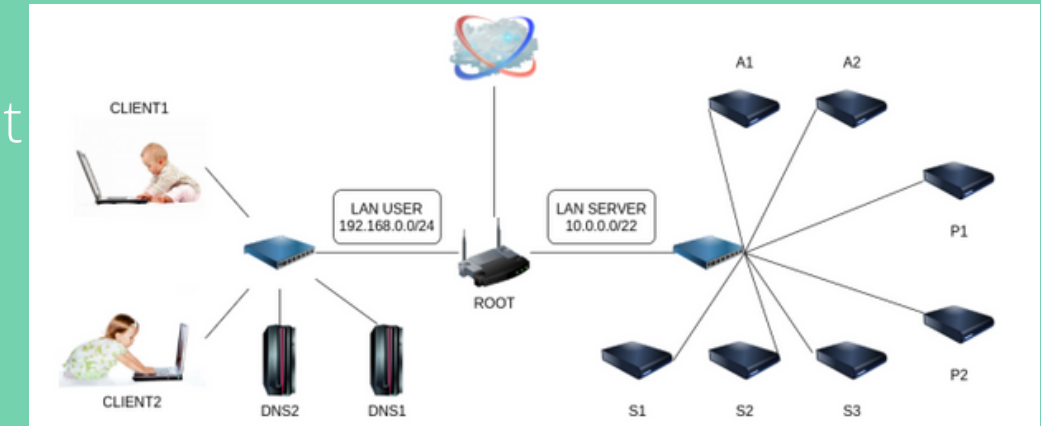 t
A1
A2
CLIENT1
LAN USER
192.168.0.0/24
LAN SERVER
10.0.0.0/22
P1
ROOT
P2
CLIENT2
DNS2
DNS1
S1
S2
S3